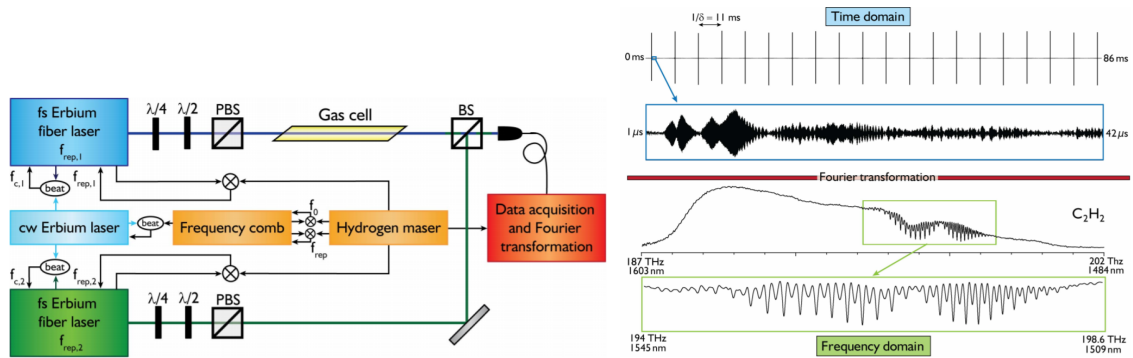 fs Erbium
fiber laser
f_rep,1
λ/4
λ/2
PBS
Gas cell
BS
f_c,1
beat
f_rep,1
cw Erbium laser
beat
Frequency comb
f_0
f_rep
Hydrogen maser
Data acquisition
and Fourier
transformation
f_c,2
beat
f_rep,2
fs Erbium
fiber laser
f_rep,2
λ/4
λ/2
PBS
Time domain
1/δ = 11 ms
0 ms
86 ms
1 µs
42 µs
Fourier transformation
C₂H₂
187 THz
1603 nm
202 Thz
1484 nm
194 THz
1545 nm
198.6 THz
1509 nm
Frequency domain